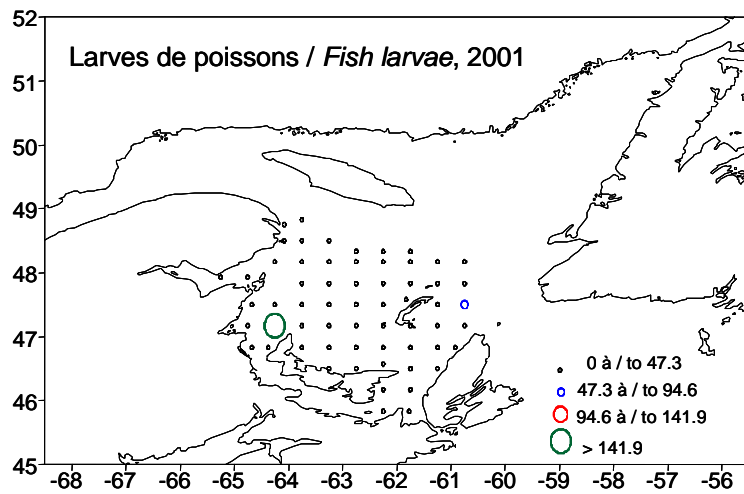 52
Larves de poissons / Fish larvae, 2001
51
50
49
48
47
46
45
0 à / to 47.3
47.3 à / to 94.6
94.6 à / to 141.9
> 141.9
-68 -67 -66 -65 -64 -63 -62 -61 -60 -59 -58 -57 -56